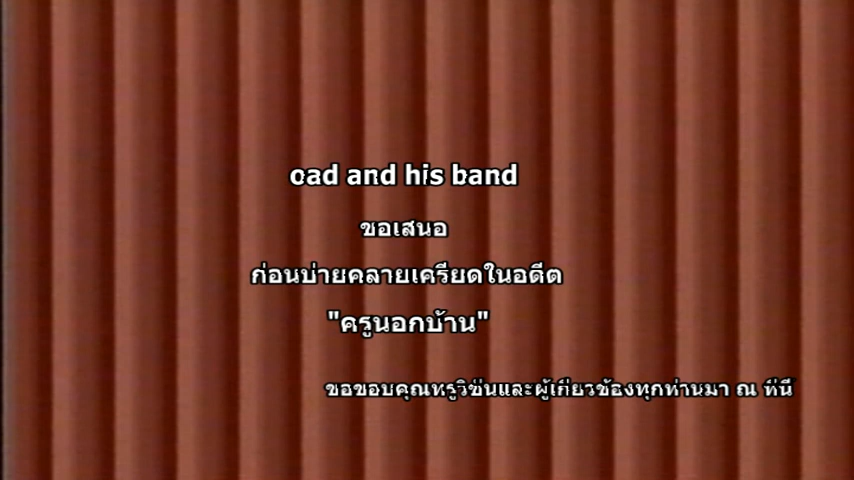 oad and his band
ขอเสนอ
ก่อนบ่ายคลายเครียดในอดีต
"ครูนอกบ้าน"
ขอขอบคุณทรูวิชั่นและผู้เกี่ยวข้องทุกท่านมา ณ ที่นี้